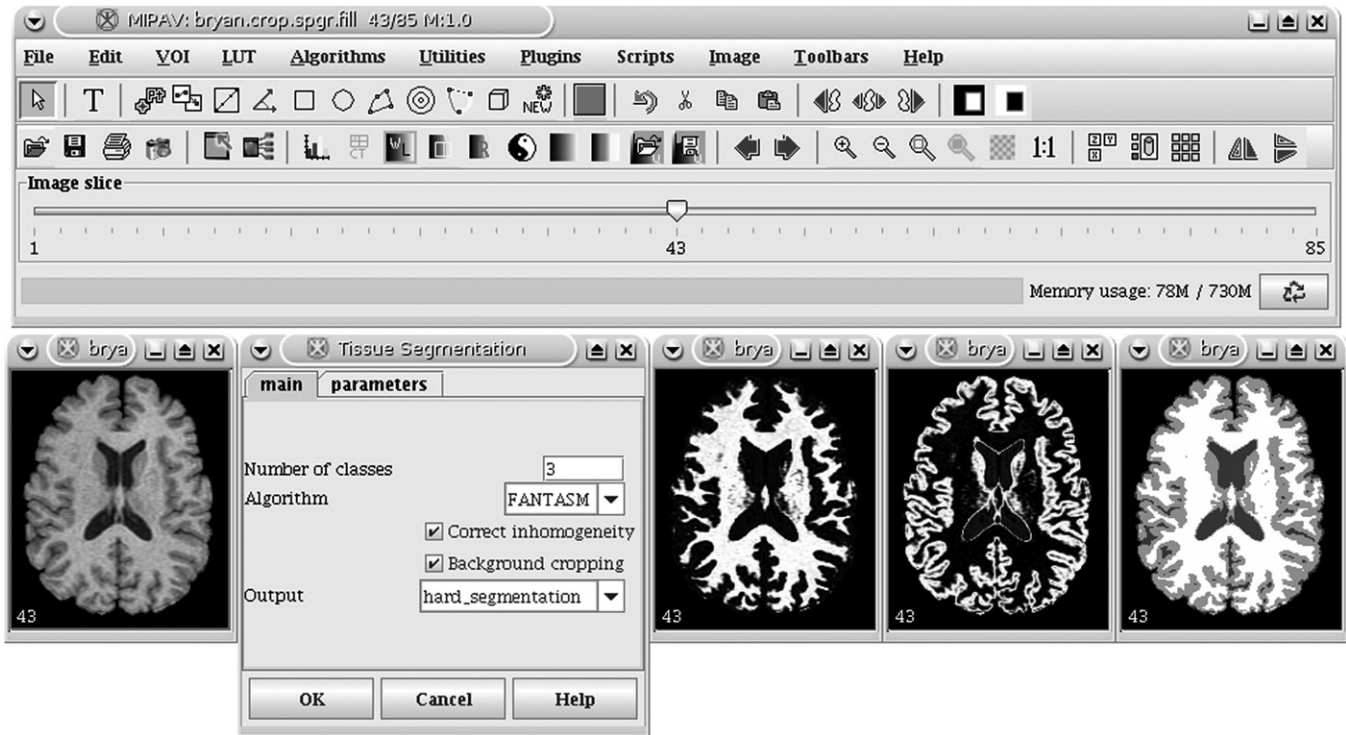 MIPAV: bryan.crop.spgr.fill 43/85 M:1.0
File Edit VOI LUT Algorithms Utilities Plugins Scripts Image Toolbars Help
T NEW
CT WL R 1:1 Z Y X
Image slice
1 43 85
Memory usage: 78M / 730M
brya Tissue Segmentation brya brya brya
main parameters
Number of classes 3
Algorithm FANTASM
Correct inhomogeneity
Background cropping
Output hard_segmentation
43 43 43 43
OK Cancel Help